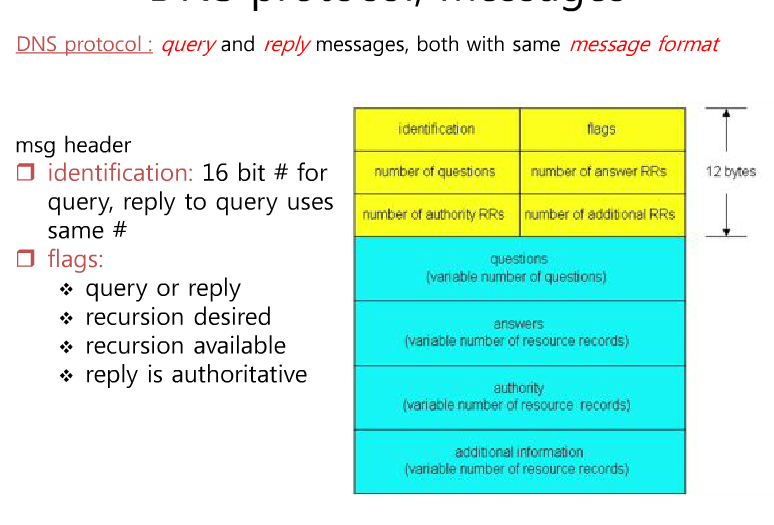 DNS protocol, messages
DNS protocol : query and reply messages, both with same message format
msg header
❒ identification: 16 bit # for
query, reply to query uses
same #
❒ flags:
❖ query or reply
❖ recursion desired
❖ recursion available
❖ reply is authoritative
identification
flags
number of questions
number of answer RRs
number of authority RRs
number of additional RRs
12 bytes
questions
(variable number of questions)
answers
(variable number of resource records)
authority
(variable number of resource records)
additional information
(variable number of resource records)